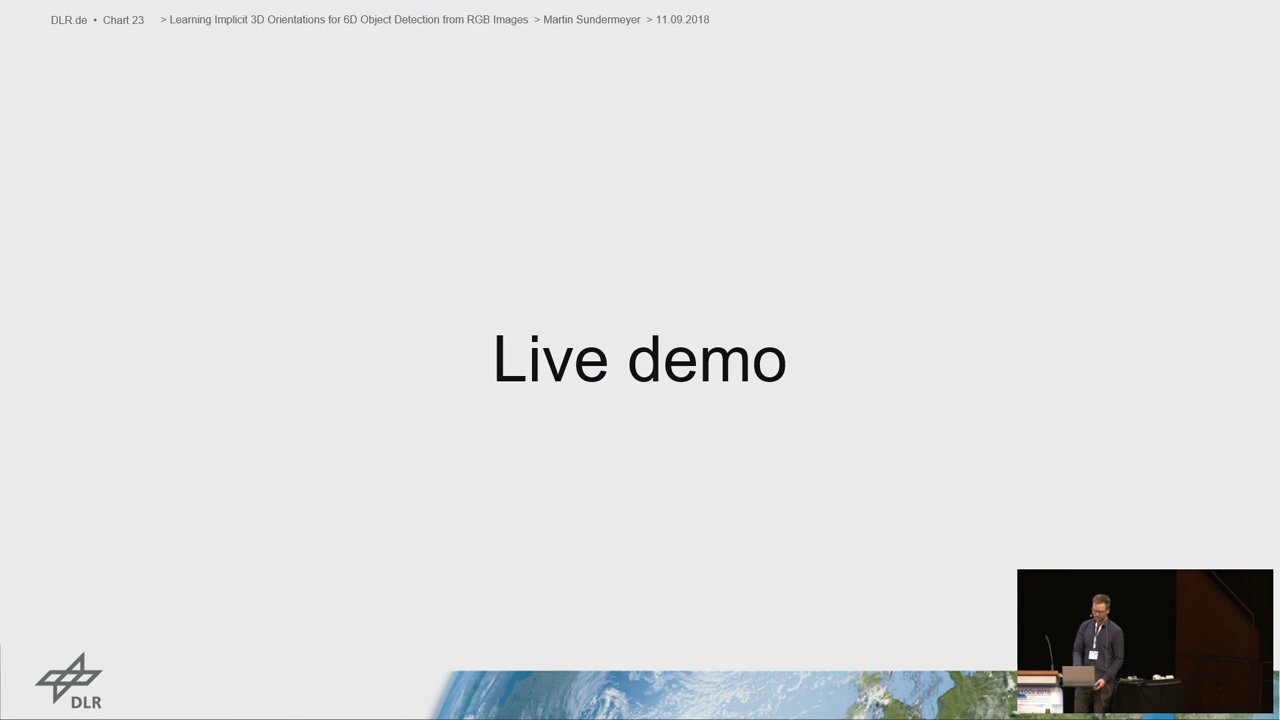 DLR.de • Chart 23 > Learning Implicit 3D Orientations for 6D Object Detection from RGB Images > Martin Sundermeyer > 11.09.2018
Live demo
DLR